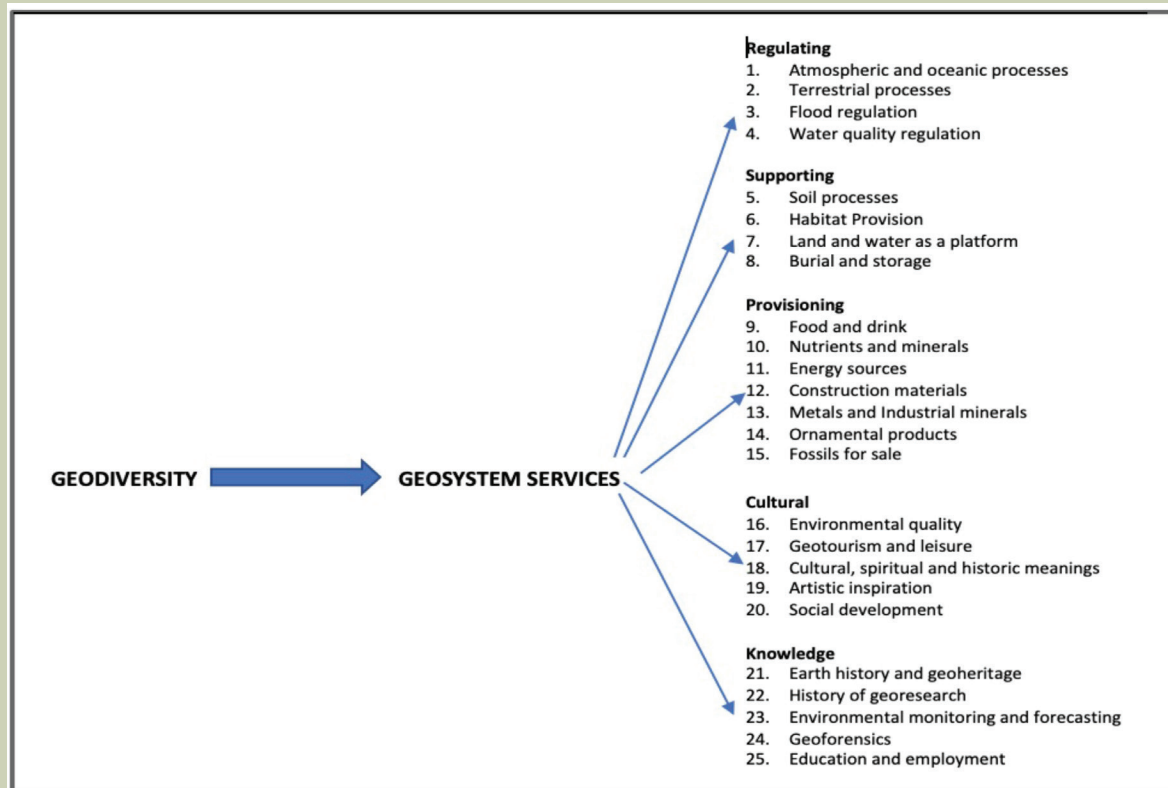 Regulating
1. Atmospheric and oceanic processes
2. Terrestrial processes
3. Flood regulation
4. Water quality regulation
Supporting
5. Soil processes
6. Habitat Provision
7. Land and water as a platform
8. Burial and storage
Provisioning
9. Food and drink
10. Nutrients and minerals
11. Energy sources
12. Construction materials
13. Metals and Industrial minerals
14. Ornamental products
15. Fossils for sale
GEODIVERSITY
GEOSYSTEM SERVICES
Cultural
16. Environmental quality
17. Geotourism and leisure
18. Cultural, spiritual and historic meanings
19. Artistic inspiration
20. Social development
Knowledge
21. Earth history and geoheritage
22. History of georesearch
23. Environmental monitoring and forecasting
24. Geoforensics
25. Education and employment